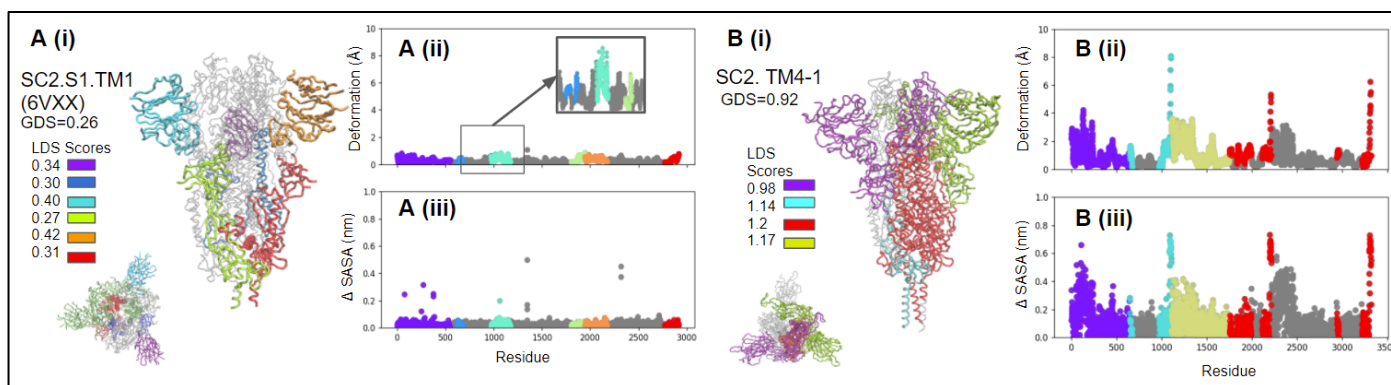 A (i)
SC2.S1.TM1
(6VXX)
GDS=0.26
LDS Scores
0.34
0.30
0.40
0.27
0.42
0.31
A (ii)
Deformation (Å)
10
8
6
4
2
0
A (iii)
Δ SASA (nm)
1.0
0.8
0.6
0.4
0.2
0.0
0 500 1000 1500 2000 2500 3000
Residue
B (i)
SC2. TM4-1
GDS=0.92
LDS
Scores
0.98
1.14
1.2
1.17
B (ii)
Deformation (Å)
10
8
6
4
2
0
B (iii)
Δ SASA (nm)
1.0
0.8
0.6
0.4
0.2
0.0
0 500 1000 1500 2000 2500 3000
Residue